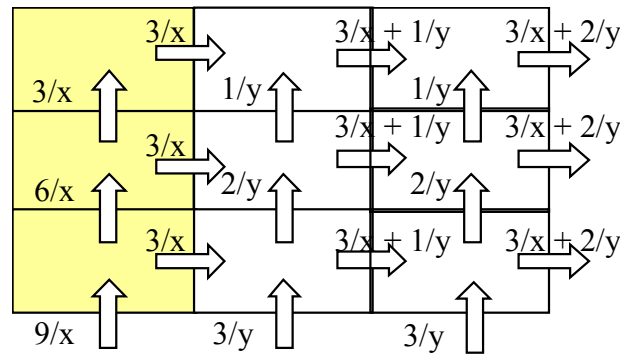 3/x 3/x + 1/y 3/x + 2/y
3/x 1/y 1/y
3/x 3/x + 1/y 3/x + 2/y
6/x 2/y 2/y
3/x 3/x + 1/y 3/x + 2/y
9/x 3/y 3/y